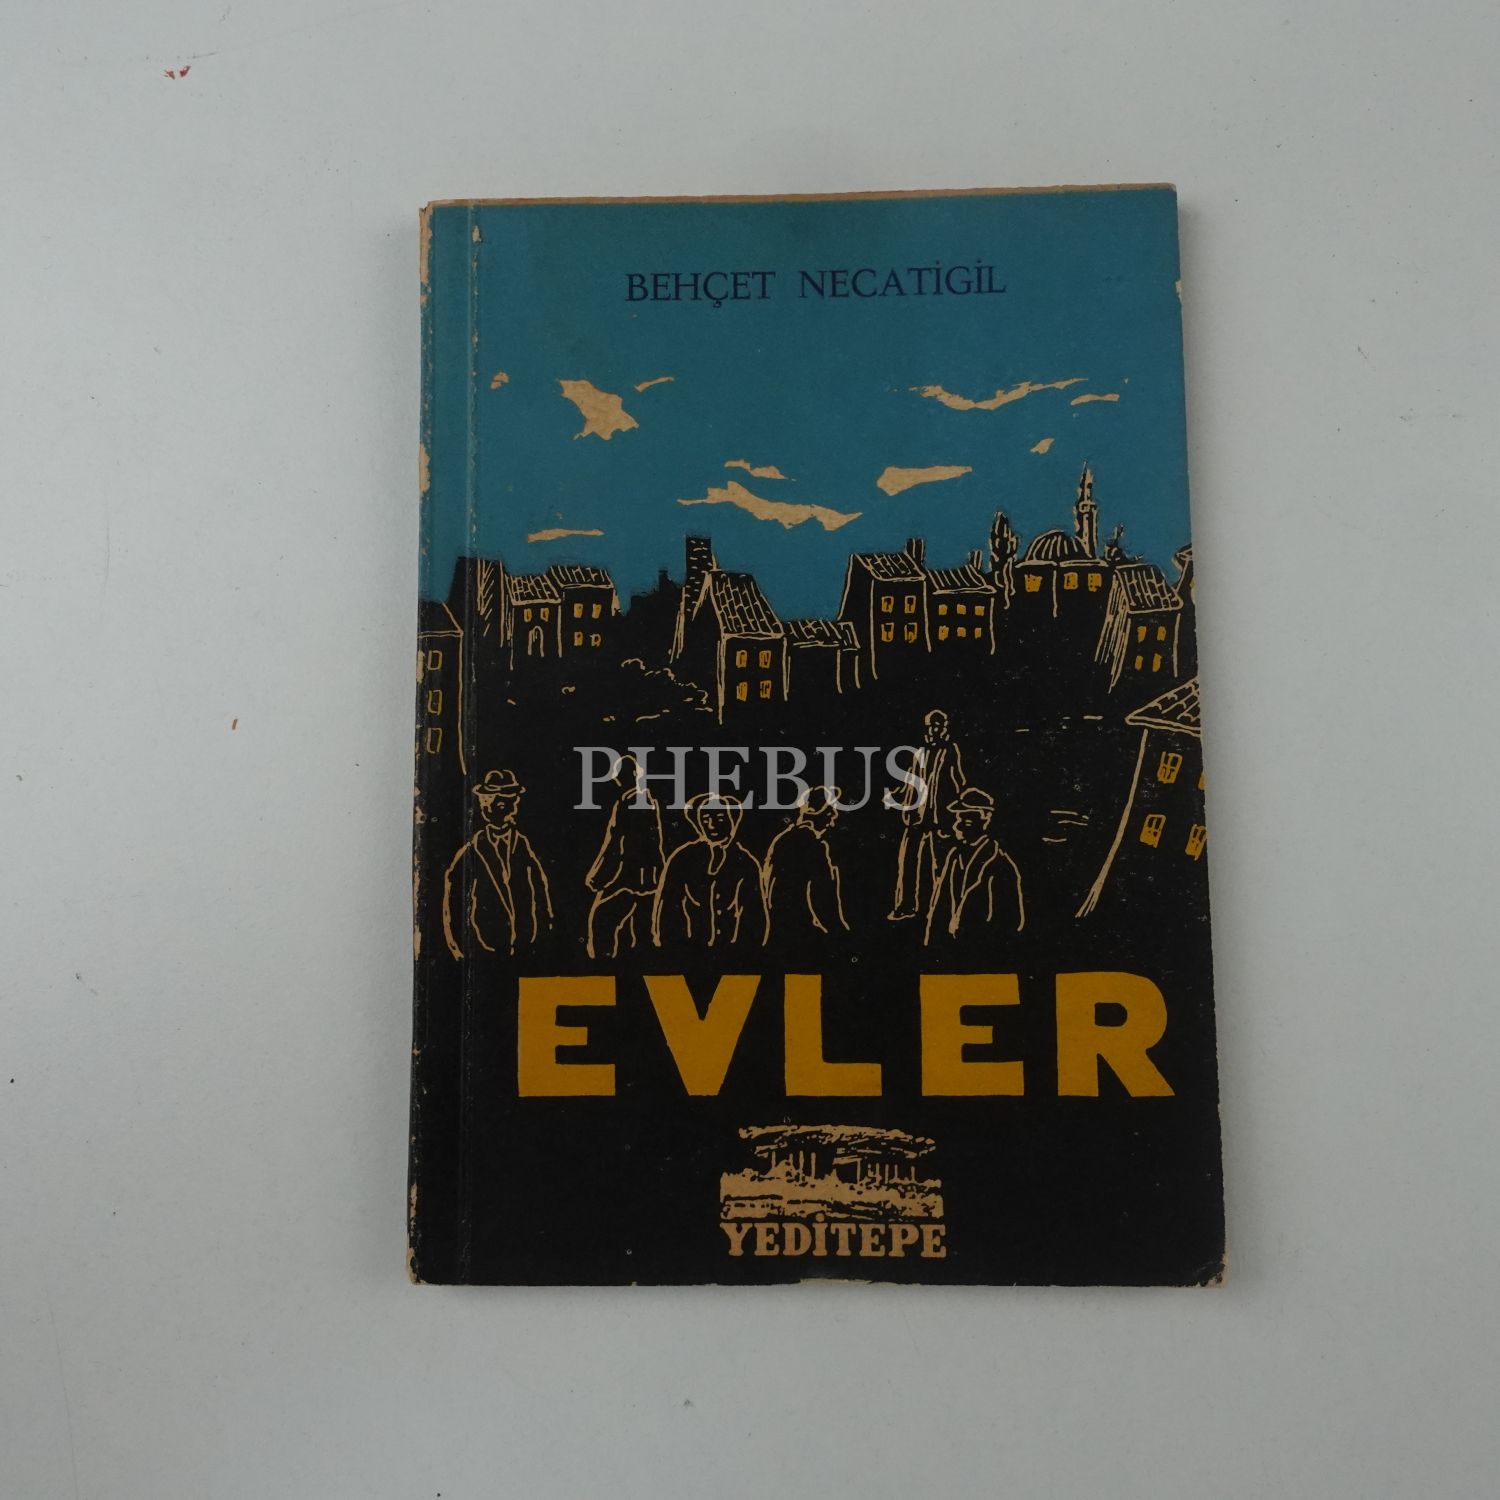 BEHÇET NECATİGİL
PHEBUS
EVLER
YEDİTEPE